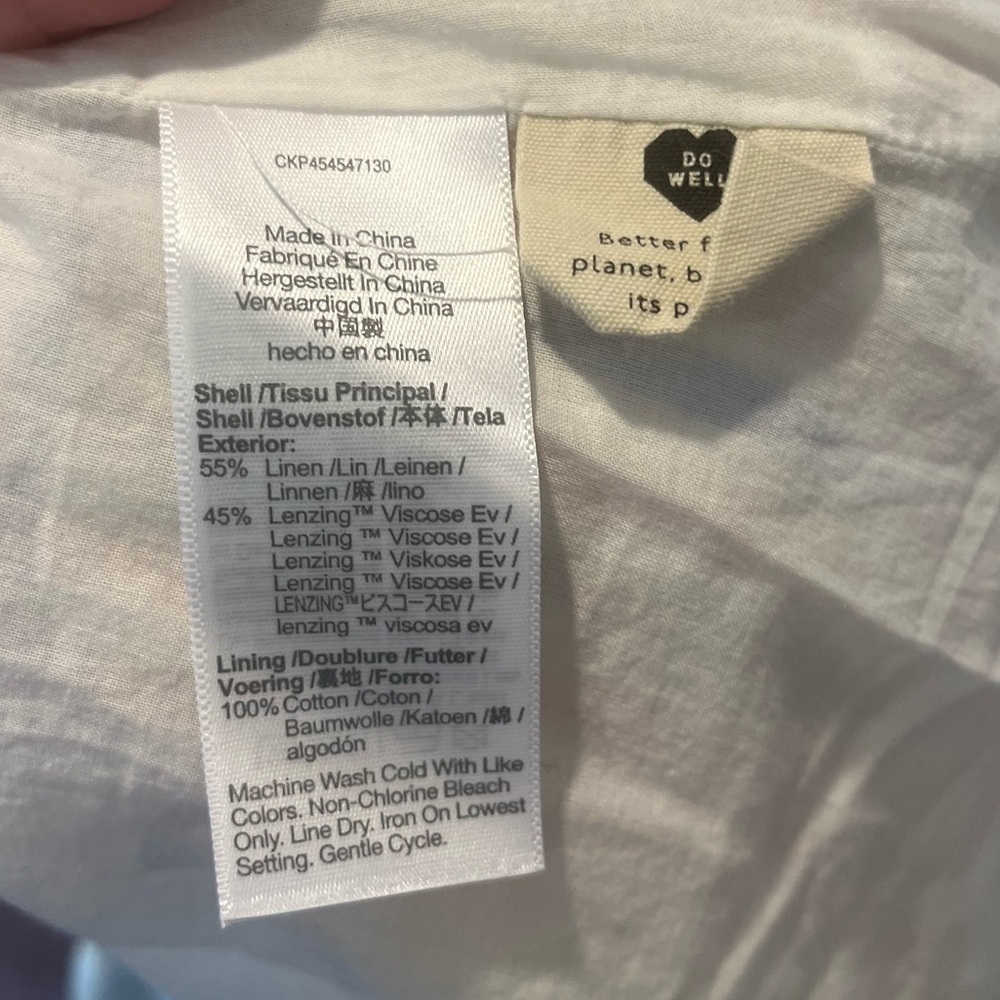 CKP454547130
Made In China
Fabriqué En Chine
Hergestellt In China
Vervaardigd In China
中国製
hecho en china
Shell /Tissu Principal /
Shell /Bovenstof /本体 /Tela
Exterior:
55% Linen /Lin /Leinen /
Linnen /麻 /lino
45% Lenzing™ Viscose Ev /
Lenzing ™ Viscose Ev /
Lenzing ™ Viskose Ev /
Lenzing ™ Viscose Ev /
LENZING™ビスコースEV /
lenzing ™ viscosa ev
Lining /Doublure /Futter /
Voering /裏地 /Forro:
100% Cotton /Coton /
Baumwolle /Katoen /綿 /
algodón
Machine Wash Cold With Like
Colors. Non-Chlorine Bleach
Only. Line Dry. Iron On Lowest
Setting. Gentle Cycle.
DO
WELL
Better f
planet, b
its p